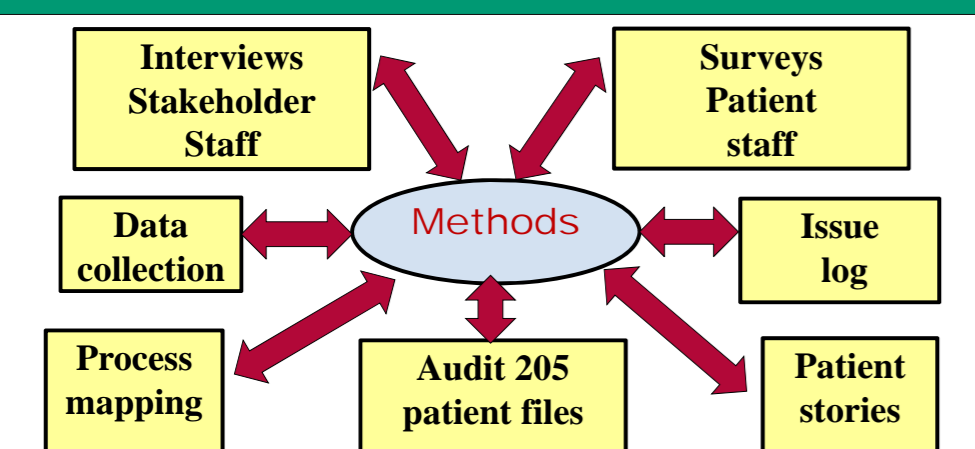 Interviews
Stakeholder
Staff
Surveys
Patient
staff
Methods
Data
collection
Issue
log
Process
mapping
Audit 205
patient files
Patient
stories